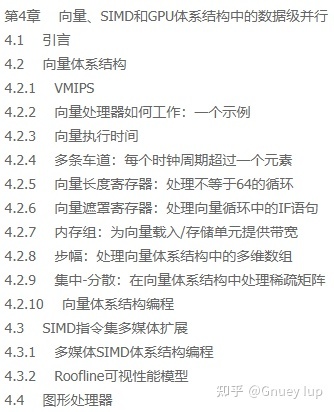 第4章 向量、SIMD和GPU体系结构中的数据级并行
4.1 引言
4.2 向量体系结构
4.2.1 VMIPS
4.2.2 向量处理器如何工作：一个示例
4.2.3 向量执行时间
4.2.4 多条车道：每个时钟周期超过一个元素
4.2.5 向量长度寄存器：处理不等于64的循环
4.2.6 向量遮罩寄存器：处理向量循环中的IF语句
4.2.7 内存组：为向量载入/存储单元提供带宽
4.2.8 步幅：处理向量体系结构中的多维数组
4.2.9 集中-分散：在向量体系结构中处理稀疏矩阵
4.2.10 向量体系结构编程
4.3 SIMD指令集多媒体扩展
4.3.1 多媒体SIMD体系结构编程
4.3.2 Roofline可视性能模型
4.4 图形处理器
知乎 @Gnuey Iup